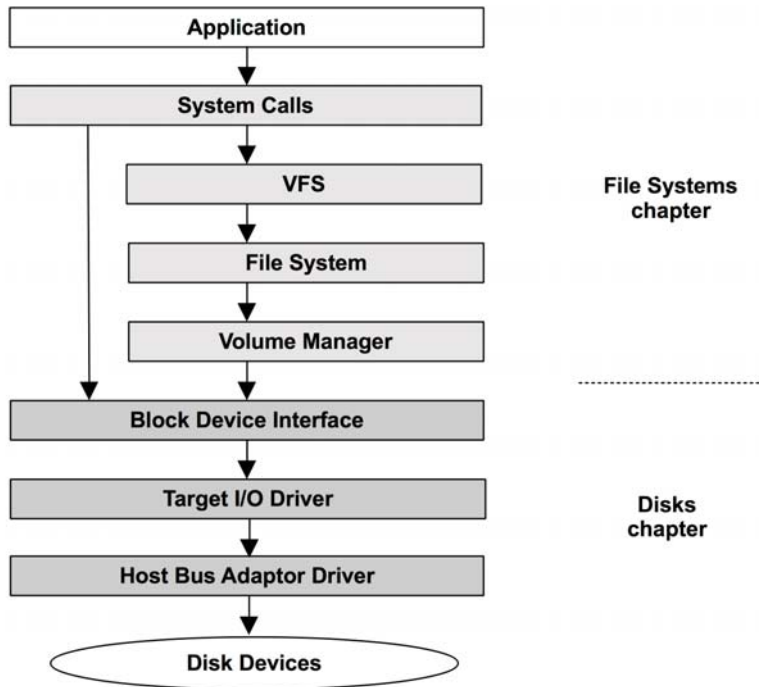 Application
System Calls
VFS
File System
Volume Manager
File Systems
chapter
Block Device Interface
Target I/O Driver
Host Bus Adaptor Driver
Disk Devices
Disks
chapter